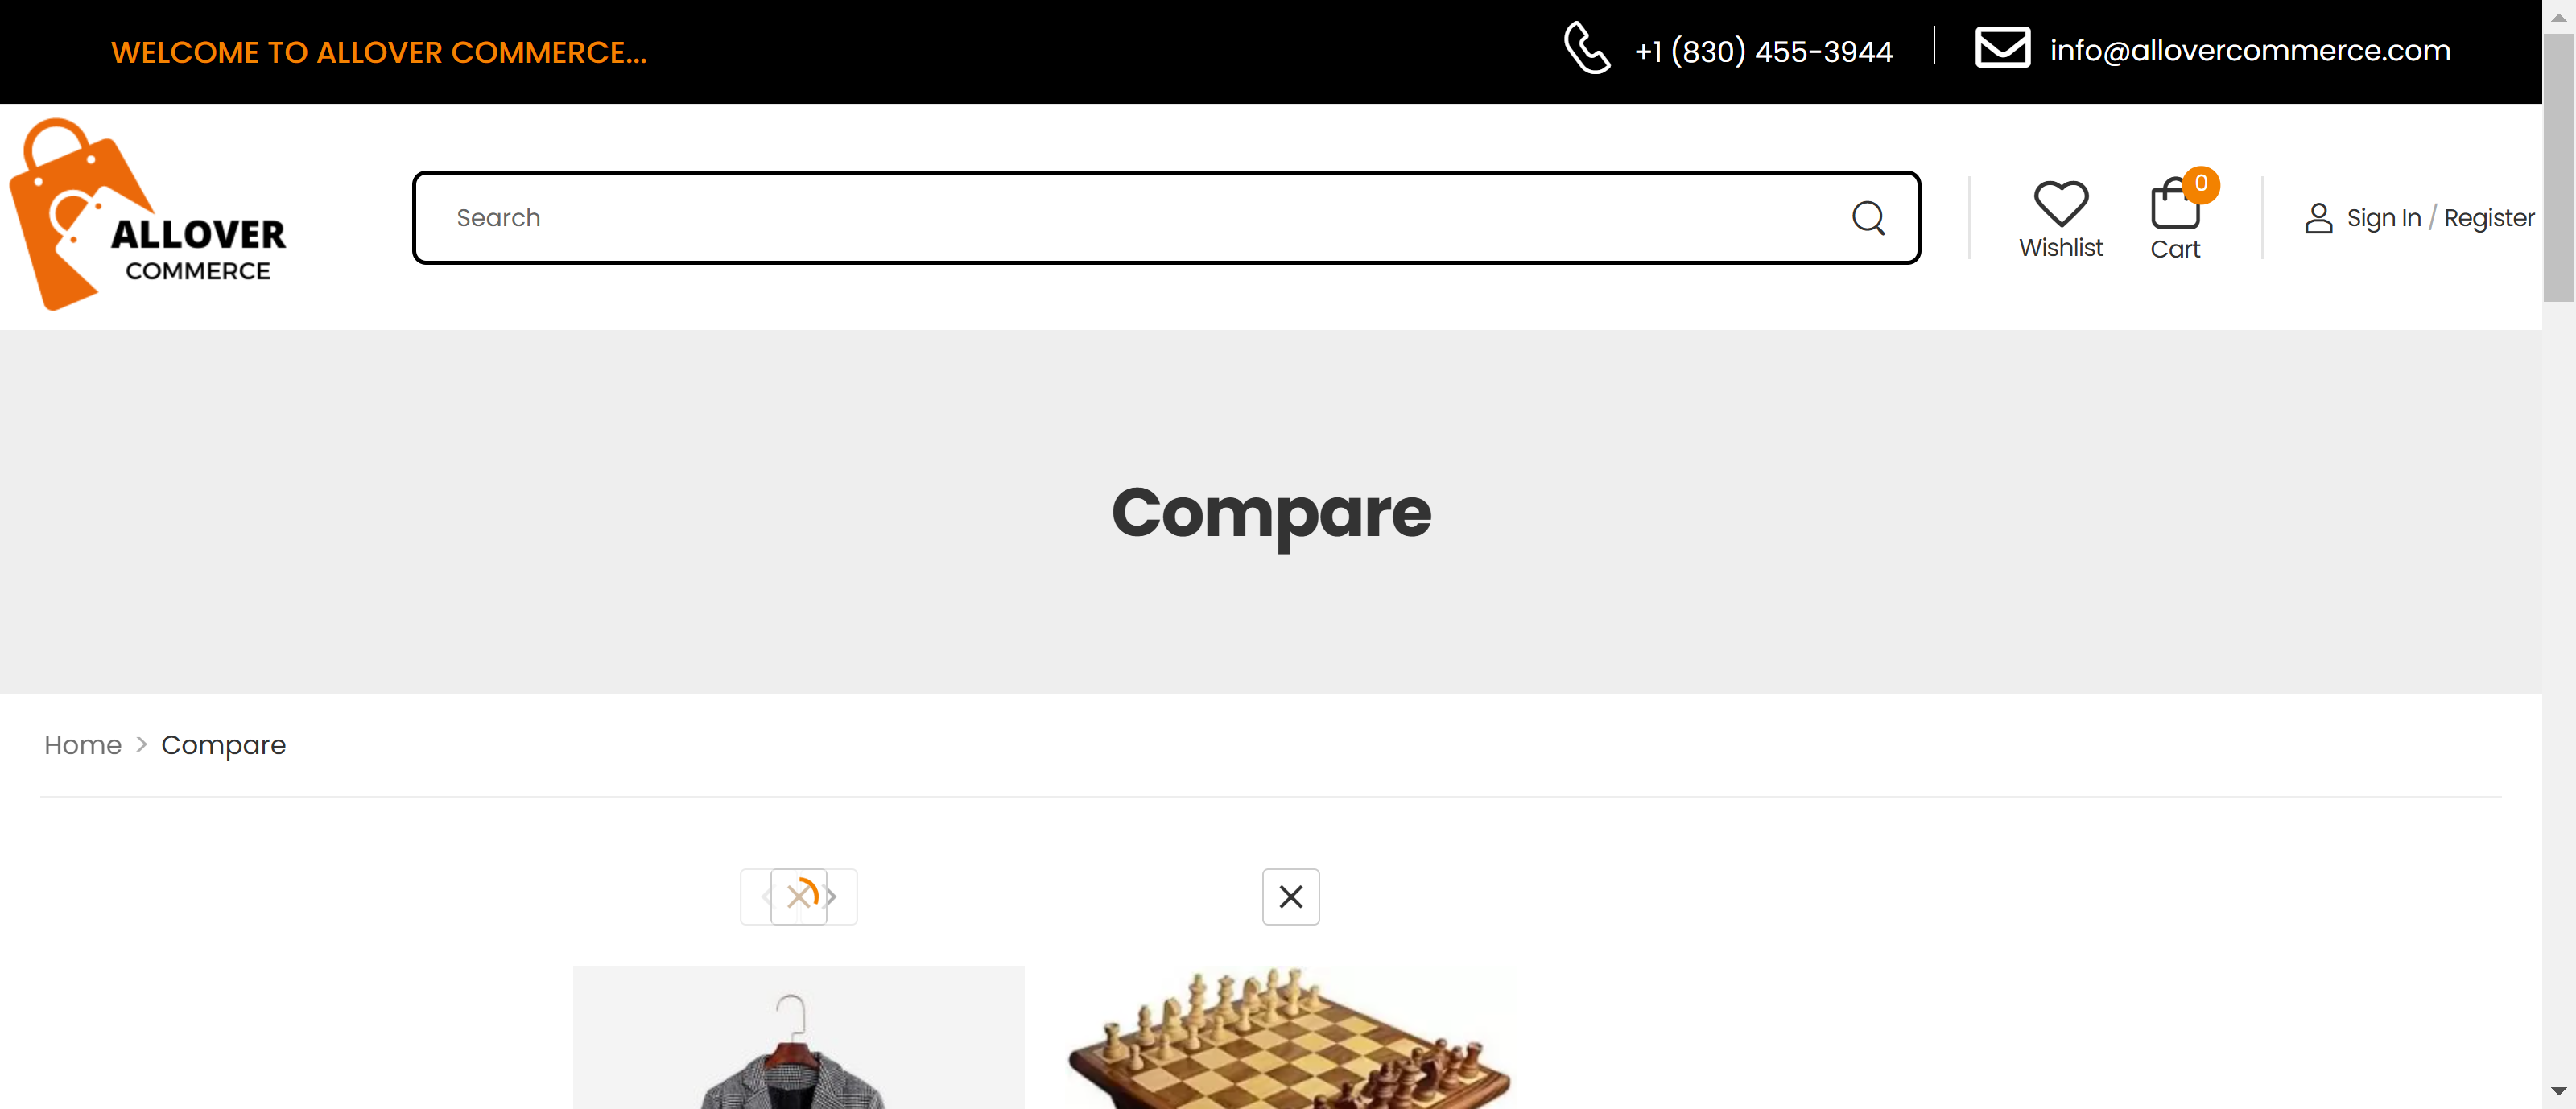 WELCOME TO ALLOVER COMMERCE...
+1 (830) 455-3944
info@allovercommerce.com
ALLOVER
COMMERCE
Search
Wishlist
0
Cart
Sign In / Register
Compare
Home > Compare